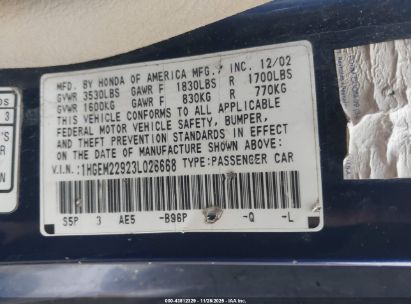 MFD. BY HONDA OF AMERICA MFG., INC. 12/02
GVWR 3530LBS GAWR F 1830LBS R 1700LBS
GVWR 1600KG GAWR F 830KG R 770KG
THIS VEHICLE CONFORMS TO ALL APPLICABLE
FEDERAL MOTOR VEHICLE SAFETY, BUMPER,
AND THEFT PREVENTION STANDARDS IN EFFECT
ON THE DATE OF MANUFACTURE SHOWN ABOVE.
V.I.N.: 1HGEM22923L026668 TYPE: PASSENGER CAR
S5P 3 AE5 -B96P -Q -L